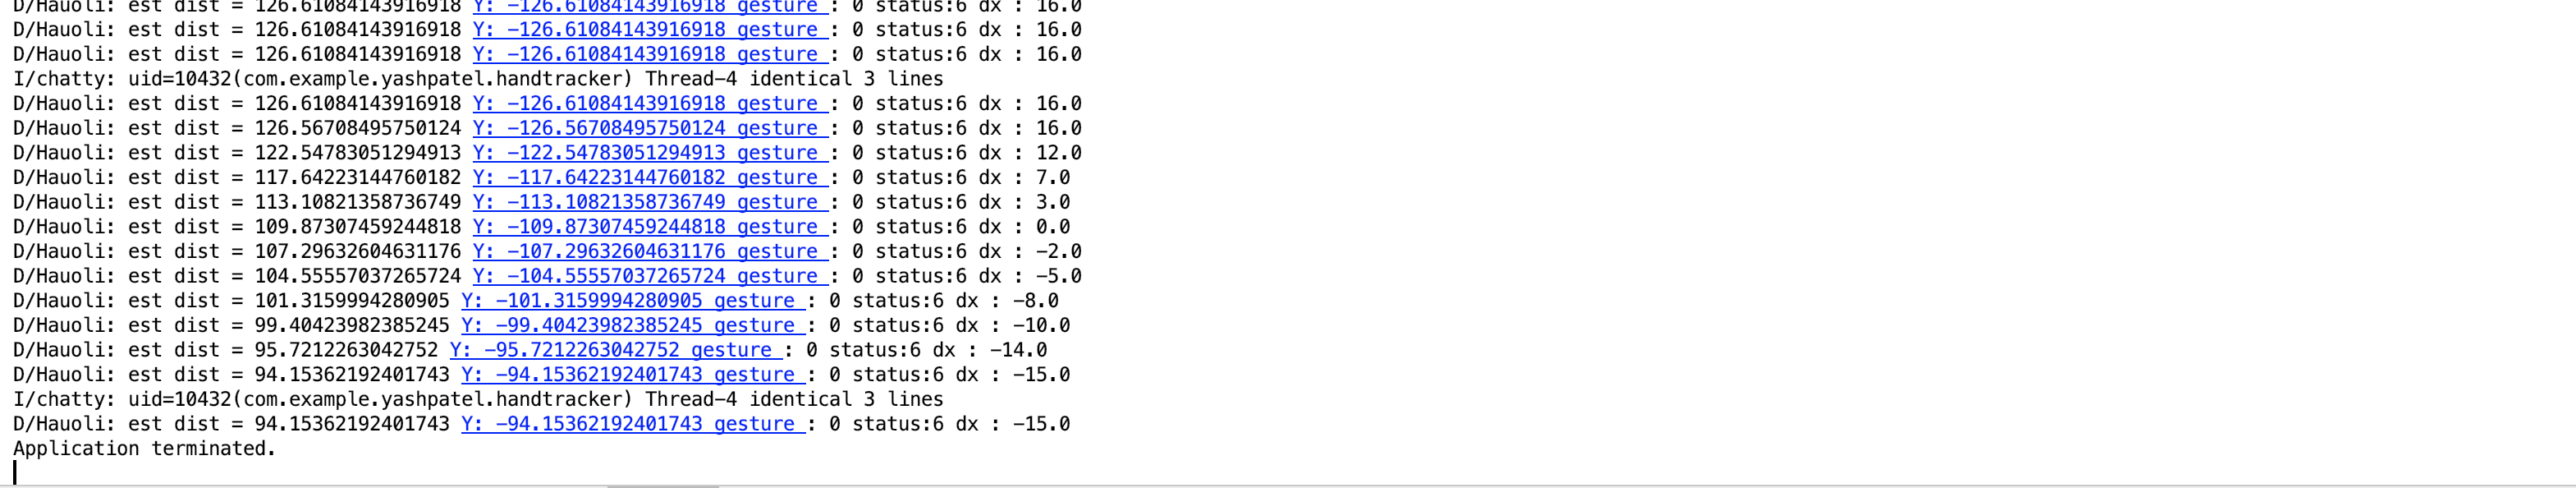 D/Hauoli: est dist = 126.61084143916918 Y: -126.61084143916918 gesture : 0 status:6 dx : 16.0
D/Hauoli: est dist = 126.61084143916918 Y: -126.61084143916918 gesture : 0 status:6 dx : 16.0
D/Hauoli: est dist = 126.61084143916918 Y: -126.61084143916918 gesture : 0 status:6 dx : 16.0
I/chatty: uid=10432(com.example.yashpatel.handtracker) Thread-4 identical 3 lines
D/Hauoli: est dist = 126.61084143916918 Y: -126.61084143916918 gesture : 0 status:6 dx : 16.0
D/Hauoli: est dist = 126.56708495750124 Y: -126.56708495750124 gesture : 0 status:6 dx : 16.0
D/Hauoli: est dist = 122.54783051294913 Y: -122.54783051294913 gesture : 0 status:6 dx : 12.0
D/Hauoli: est dist = 117.64223144760182 Y: -117.64223144760182 gesture : 0 status:6 dx : 7.0
D/Hauoli: est dist = 113.10821358736749 Y: -113.10821358736749 gesture : 0 status:6 dx : 3.0
D/Hauoli: est dist = 109.87307459244818 Y: -109.87307459244818 gesture : 0 status:6 dx : 0.0
D/Hauoli: est dist = 107.29632604631176 Y: -107.29632604631176 gesture : 0 status:6 dx : -2.0
D/Hauoli: est dist = 104.55557037265724 Y: -104.55557037265724 gesture : 0 status:6 dx : -5.0
D/Hauoli: est dist = 101.3159994280905 Y: -101.3159994280905 gesture : 0 status:6 dx : -8.0
D/Hauoli: est dist = 99.40423982385245 Y: -99.40423982385245 gesture : 0 status:6 dx : -10.0
D/Hauoli: est dist = 95.7212263042752 Y: -95.7212263042752 gesture : 0 status:6 dx : -14.0
D/Hauoli: est dist = 94.15362192401743 Y: -94.15362192401743 gesture : 0 status:6 dx : -15.0
I/chatty: uid=10432(com.example.yashpatel.handtracker) Thread-4 identical 3 lines
D/Hauoli: est dist = 94.15362192401743 Y: -94.15362192401743 gesture : 0 status:6 dx : -15.0
Application terminated.